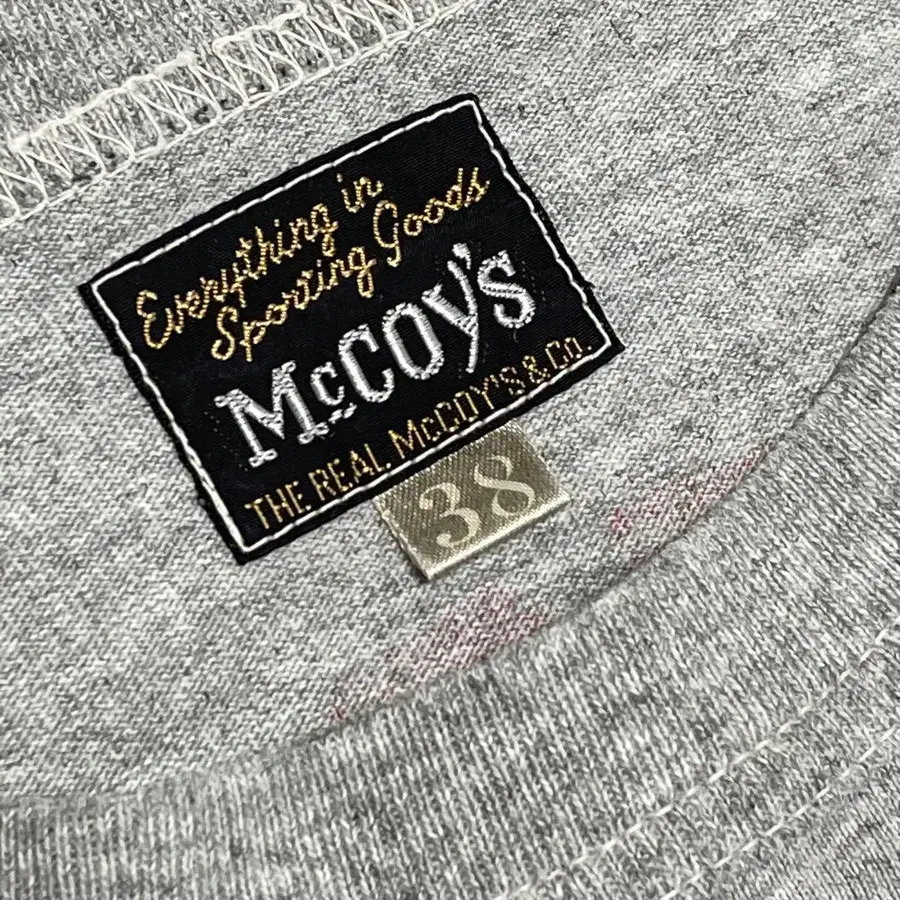 Everything in
Sporting Goods
McCOY'S
THE REAL McCOY'S & Co.
38